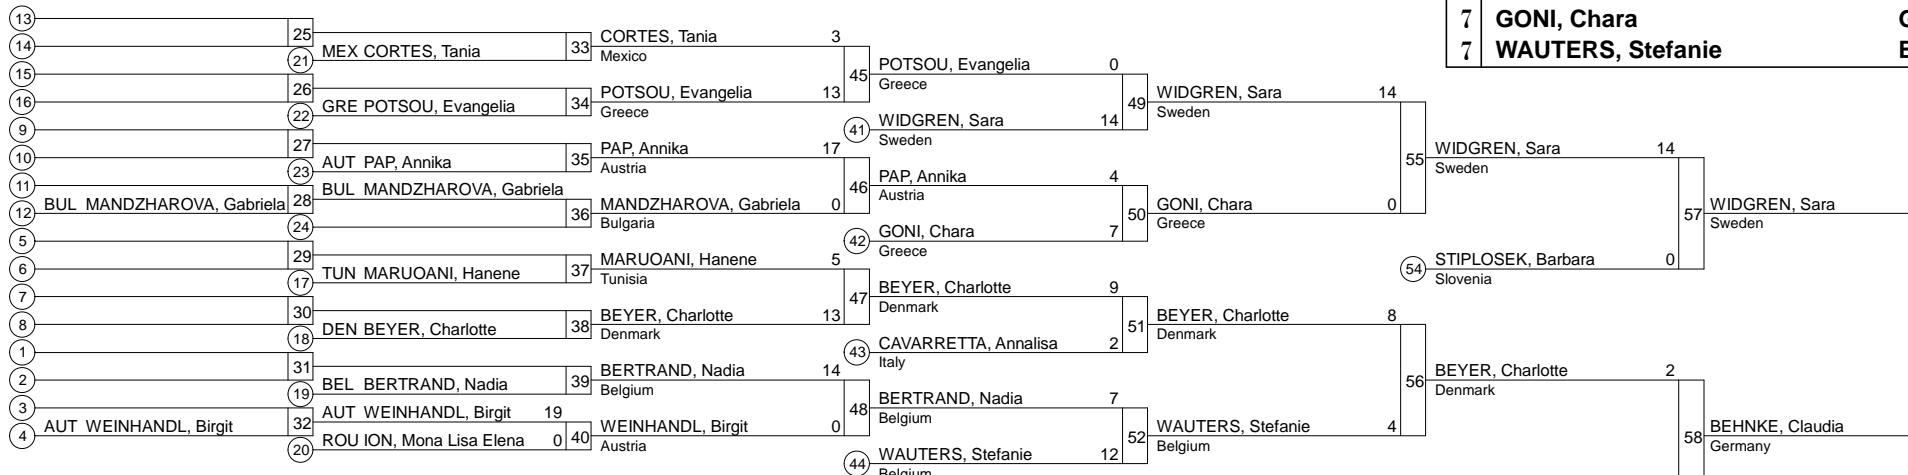 13
7 GONI, Chara G
25 CORTES, Tania 3
14 MEX CORTES, Tania 33 Mexico
7 WAUTERS, Stefanie
21
15 POTSOU, Evangelia 0
45 Greece
26 POTSOU, Evangelia 13 WIDGREN, Sara 14
16 GRE POTSOU, Evangelia 34 Greece 49 Sweden
22 WIDGREN, Sara 14
9 41 Sweden
27 PAP, Annika 17 WIDGREN, Sara 14
10 AUT PAP, Annika 35 Austria 55 Sweden
23 PAP, Annika 4
11 BUL MANDZHAROVA, Gabriela 46 Austria
BUL MANDZHAROVA, Gabriela 28 MANDZHAROVA, Gabriela 0 GONI, Chara 0 WIDGREN, Sara
12 36 Bulgaria 50 Greece 57 Sweden
24 GONI, Chara 7
5 42 Greece
29 MARUOANI, Hanene 5 STIPLOSEK, Barbara 0
6 TUN MARUOANI, Hanene 37 Tunisia 54 Slovenia
17 BEYER, Charlotte 9
7 47 Denmark
30 BEYER, Charlotte 13 BEYER, Charlotte 8
8 DEN BEYER, Charlotte 38 Denmark 51 Denmark
18 CAVARRETTA, Annalisa 2
1 43 Italy
31 BERTRAND, Nadia 14 BEYER, Charlotte 2
2 BEL BERTRAND, Nadia 39 Belgium 56 Denmark
19 BERTRAND, Nadia 7
3 AUT WEINHANDL, Birgit 19 48 Belgium
AUT WEINHANDL, Birgit 32 WEINHANDL, Birgit 0 WAUTERS, Stefanie 4 BEHNKE, Claudia
4 ROU ION, Mona Lisa Elena 0 40 Austria 52 Belgium 58 Germany
20 WAUTERS, Stefanie 12
44 Belgium